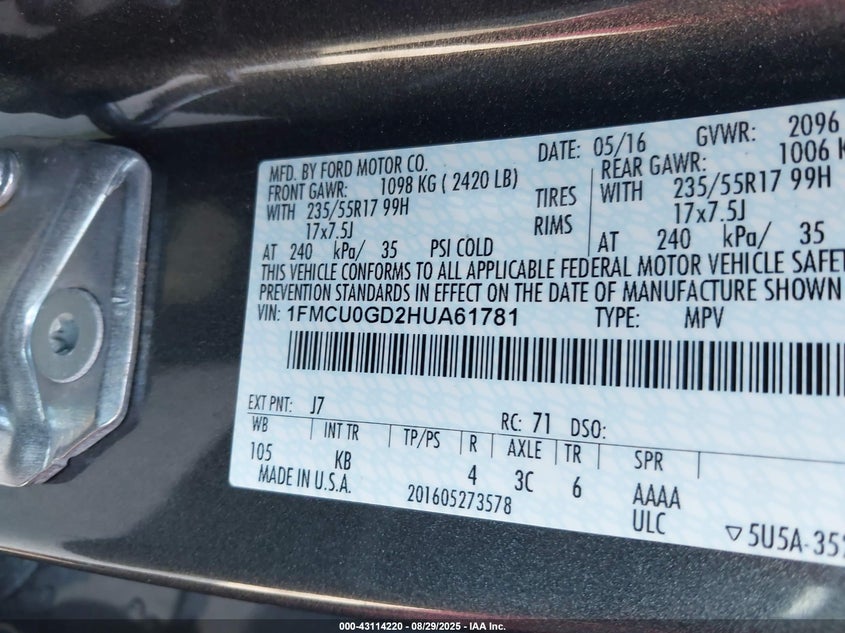 MFD. BY FORD MOTOR CO. DATE: 05/16 GVWR: 2096
FRONT GAWR: 1098 KG ( 2420 LB) REAR GAWR: 1006 K
WITH 235/55R17 99H TIRES WITH 235/55R17 99H
17x7.5J RIMS 17x7.5J
AT 240 kPa/ 35 PSI COLD AT 240 kPa/ 35
THIS VEHICLE CONFORMS TO ALL APPLICABLE FEDERAL MOTOR VEHICLE SAFET
PREVENTION STANDARDS IN EFFECT ON THE DATE OF MANUFACTURE SHOWN
VIN: 1FMCU0GD2HUA61781 TYPE: MPV
EXT PNT: J7 RC: 71 DSO:
WB INT TR TP/PS R AXLE TR SPR
105 KB 4 3C 6 AAAA
MADE IN U.S.A. 201605273578 ULC
▽5U5A-35
000-43114220 - 08/29/2025 - IAA Inc.